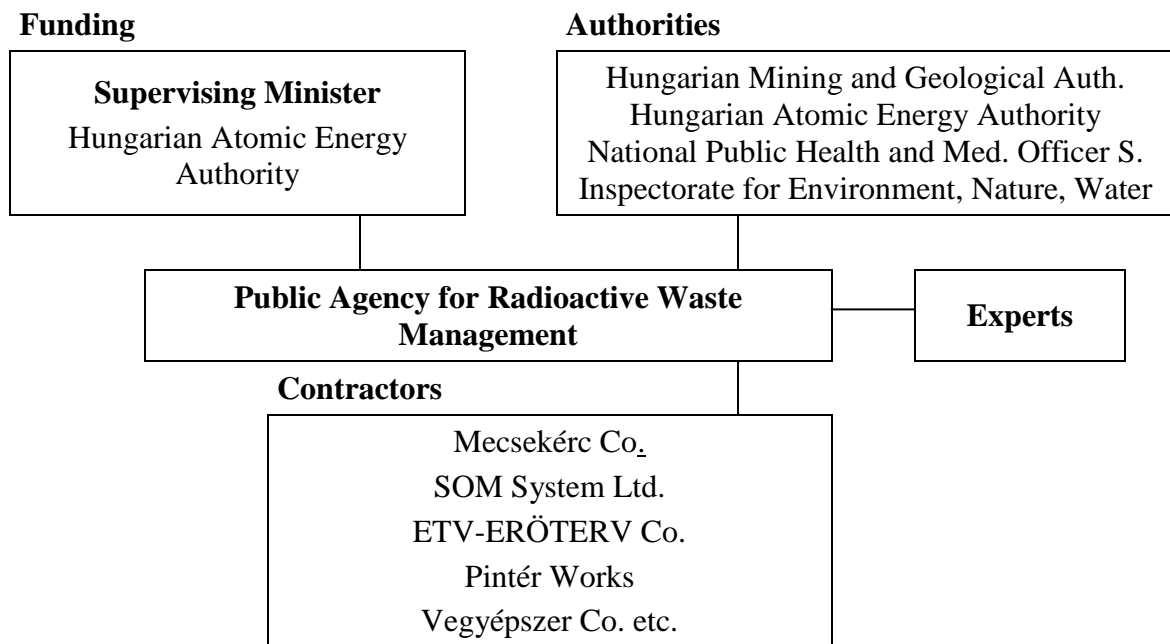 Funding
Supervising Minister
Hungarian Atomic Energy
Authority
Authorities
Hungarian Mining and Geological Auth.
Hungarian Atomic Energy Authority
National Public Health and Med. Officer S.
Inspectorate for Environment, Nature, Water
Public Agency for Radioactive Waste
Management
Experts
Contractors
Mecsekérc Co.
SOM System Ltd.
ETV-ERÖTERV Co.
Pintér Works
Vegyépszer Co. etc.